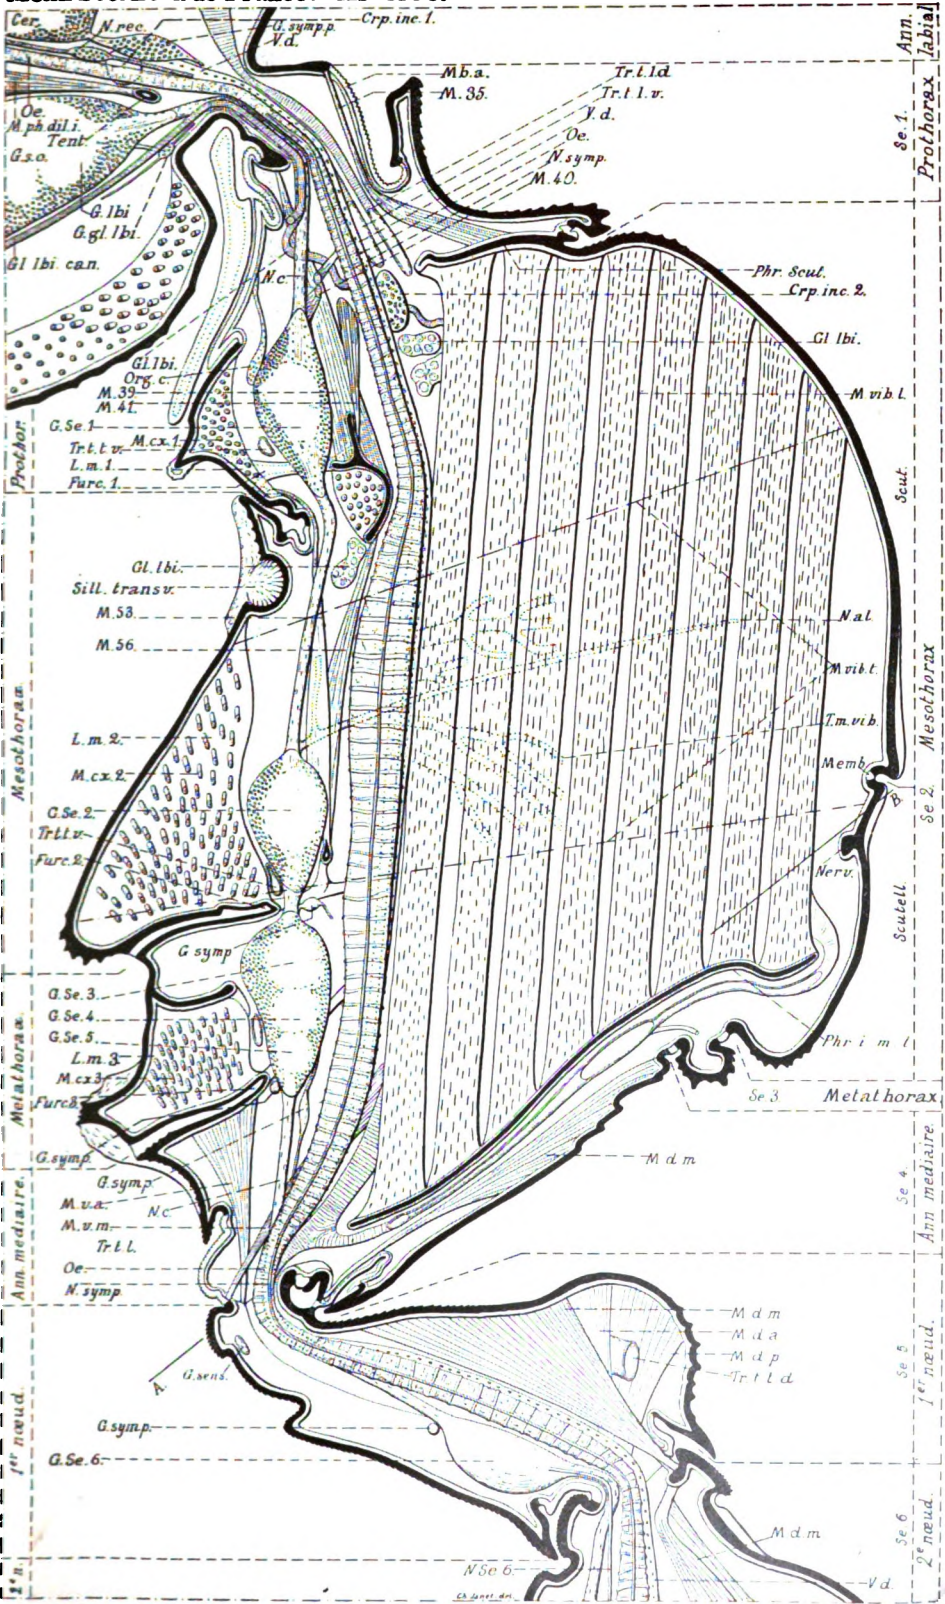 Cer.
N.rec.
G.symp.p.
V.d.
Crp.inc.1.
Oe.
M.ph.dil.i.
Tent.
G.s.o.
G.lbi
G.gl.lbi.
Gl lbi.can.
N.c.
M.b.a.
M.35.
Tr.t.l.d.
Tr.t l.v.
V.d.
Oe.
N.symp.
M.40.
Phr. Scut.
Crp.inc.2.
Gl lbi.
M.vib.l.
Gl.lbi.
Org.c.
M.39
M.41.
G.Se.1
M.cx.1
Tr.t.t.v.
L.m.1.
Furc.1.
Gl.lbi.
Sill. transv.
M.53
M.56
N.al.
M.vib.t.
T.m.vib.
Memb.
B
Nerv.
L.m.2.
M.cx.2.
G.Se.2.
Tr.t.t.v.
Furc.2.
G symp
G.Se.3.
G.Se.4
G.Se.5
L.m.3
M.cx.3.
Furc.3.
G.symp.
G.symp.
M.v.a.
N.c.
M.v.m.
Tr.t.l.
Oe.
N.symp.
Phr i m l
Se.3
Metathorax
M d m
M d m
M d a
M d p
Tr t l d
A
G.sens.
G.symp.
G.Se.6.
M d m
N Se 6.
V d.
Ch. Janet del.
Prothor.
Mesothorax.
Metathorax.
Ann. mediaire.
1er nœud.
2e n.
Ann. labial
Se.1.
Prothorax
Scut.
Se 2.
Mesothorax
Scutell.
Se 4.
Ann mediaire.
Se 5
1er nœud.
Se 6
2e nœud.